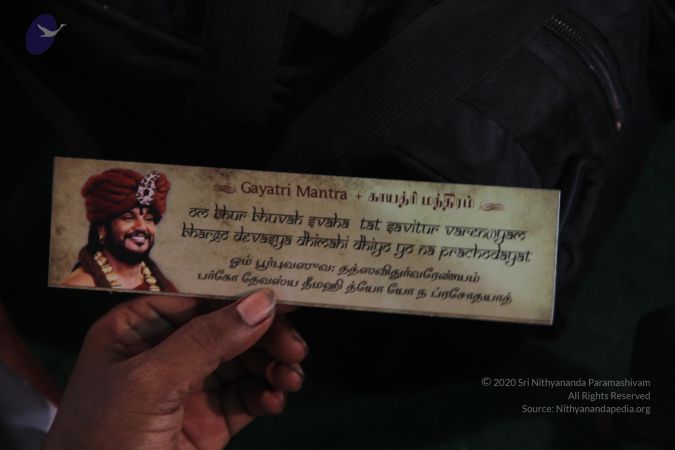 Gayatri Mantra + காயத்ரி மந்திரம்
om bhur bhuvah svaha tat savitur varenyam
bhargo devasya dhimahi dhiyo yo na prachodayat
ஓம் பூர்புவஸுவ: தத்ஸவிதுர்வரேண்யம்
பர்கோ தேவஸ்ய தீமஹி த்யோ யோ ந ப்ரசோதயாத்
© 2020 Sri Nithyananda Paramashivam
All Rights Reserved
Source: Nithyanandapedia.org